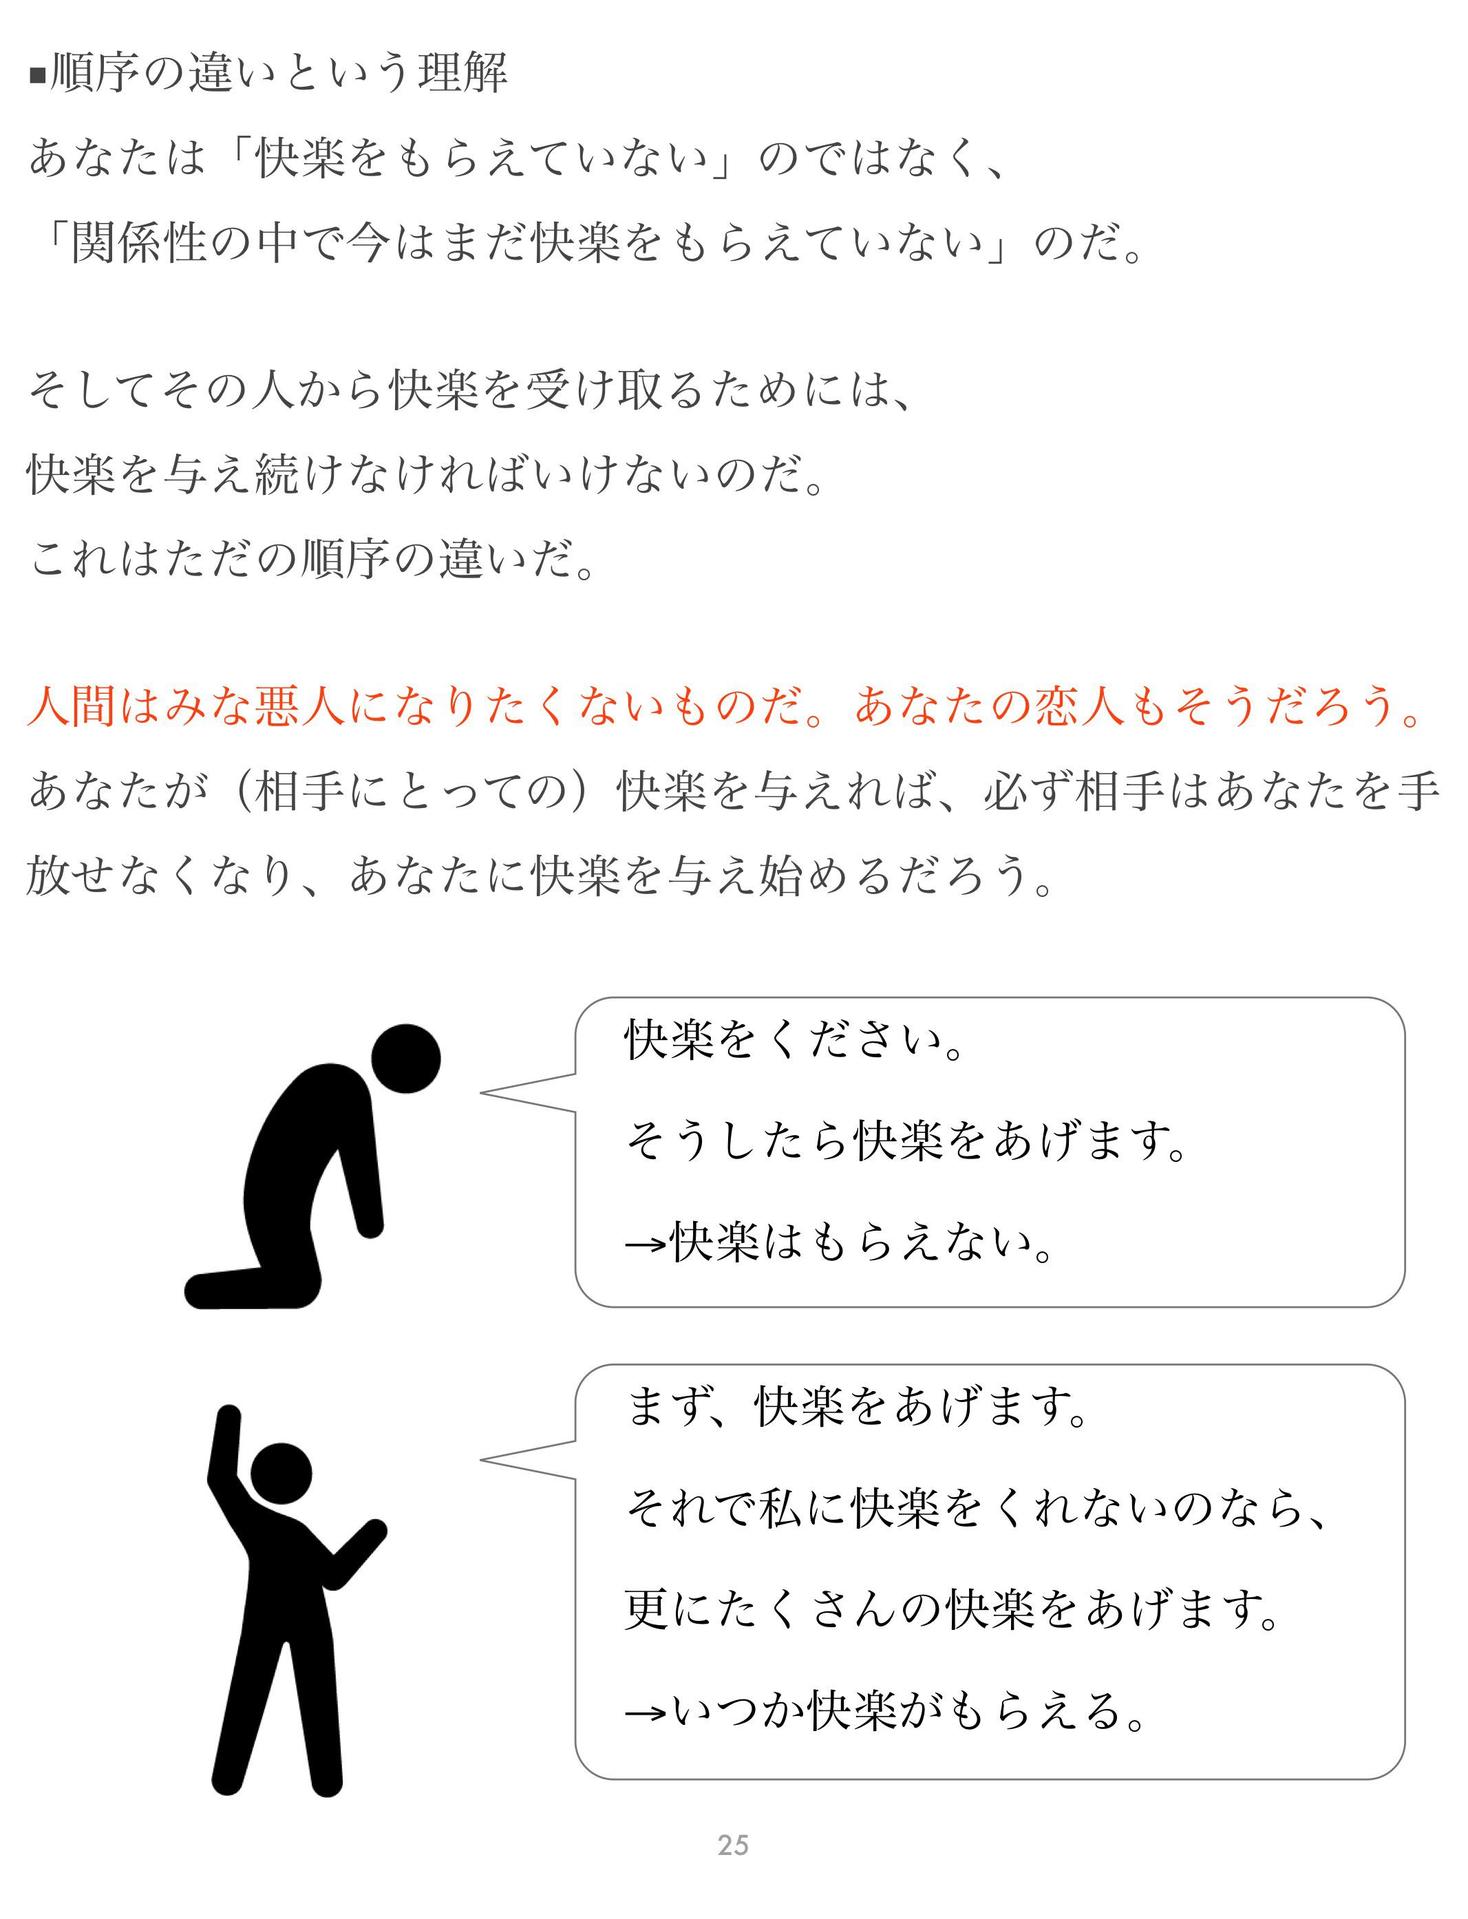 ▪順序の違いという理解
あなたは「快楽をもらえていない」のではなく、
「関係性の中で今はまだ快楽をもらえていない」のだ。
そしてその人から快楽を受け取るためには、
快楽を与え続けなければいけないのだ。
これはただの順序の違いだ。
人間はみな悪人になりたくないものだ。あなたの恋人もそうだろう。
あなたが（相手にとっての）快楽を与えれば、必ず相手はあなたを手
放せなくなり、あなたに快楽を与え始めるだろう。
快楽をください。
そうしたら快楽をあげます。
→快楽はもらえない。
まず、快楽をあげます。
それで私に快楽をくれないのなら、
更にたくさんの快楽をあげます。
→いつか快楽がもらえる。
25